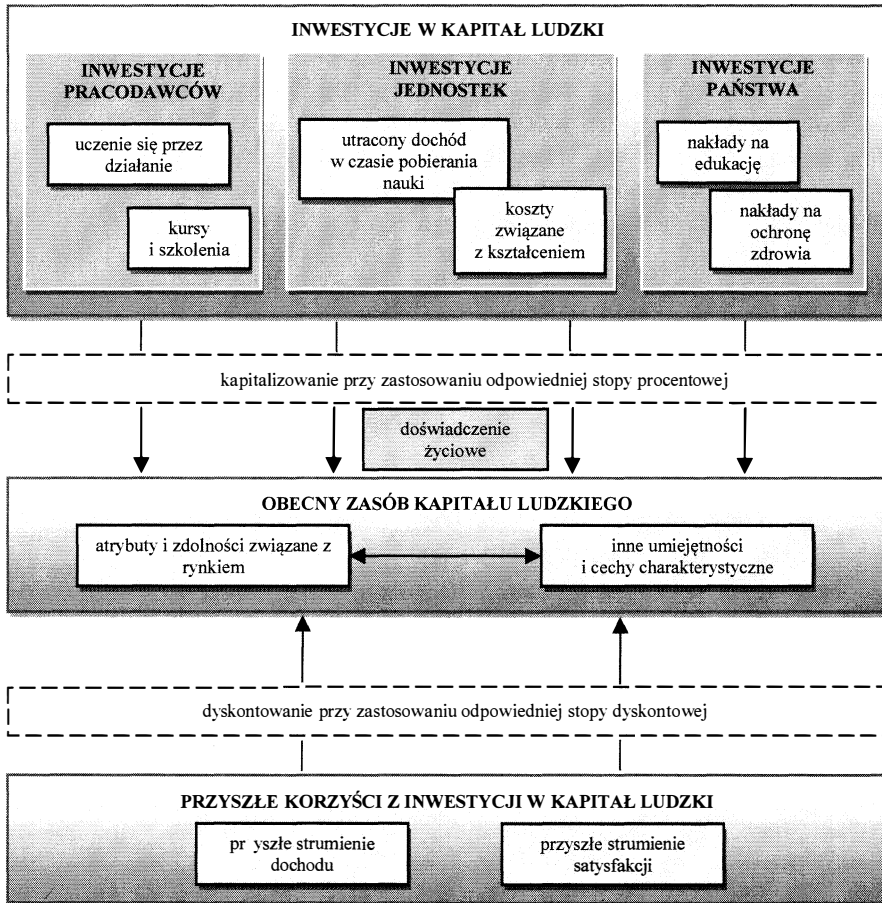 INWESTYCJE W KAPITAŁ LUDZKI
INWESTYCJE
PRACODAWCÓW
uczenie się przez
działanie
kursy
i szkolenia
INWESTYCJE
JEDNOSTEK
utracony dochód
w czasie pobierania
nauki
koszty
związane
z kształceniem
INWESTYCJE
PAŃSTWA
nakłady na
edukację
nakłady na
ochronę
zdrowia
kapitalizowanie przy zastosowaniu odpowiedniej stopy procentowej
doświadczenie
życiowe
OBECNY ZASÓB KAPITAŁU LUDZKIEGO
atrybuty i zdolności związane z
rynkiem
inne umiejętności
i cechy charakterystyczne
dyskontowanie przy zastosowaniu odpowiedniej stopy dyskontowej
PRZYSZŁE KORZYŚCI Z INWESTYCJI W KAPITAŁ LUDZKI
pr yszłe strumienie
dochodu
przyszłe strumienie
satysfakcji